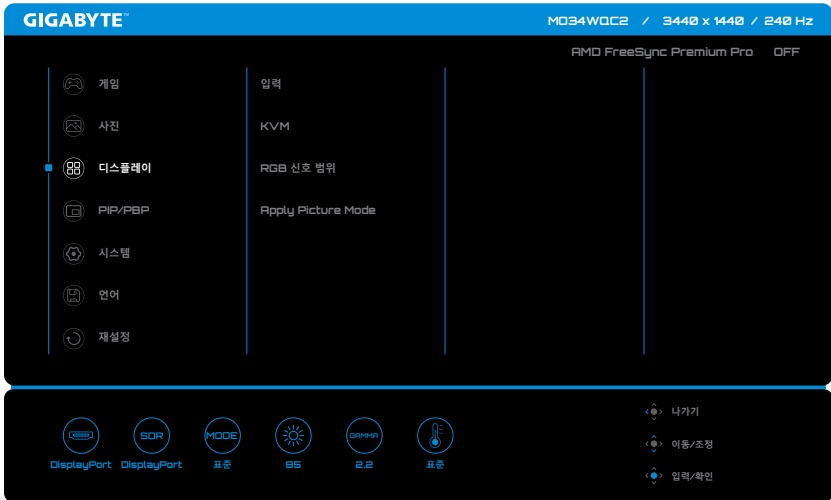 GIGABYTE™
MO34WQC2 / 3440 x 1440 / 240 Hz
AMD FreeSync Premium Pro OFF
게임
사진
디스플레이
PIP/PBP
시스템
언어
재설정
입력
KVM
RGB 신호 범위
Apply Picture Mode
SDR
MODE
GAMMA
DisplayPort
DisplayPort
표준
85
2.2
표준
나가기
이동/조정
입력/확인